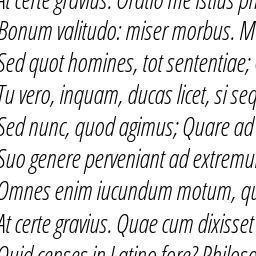 At certe gravius. Oratio me istius
Bonum valitudo: miser morbus. M
Sed quot homines, tot sententiae;
Tu vero, inquam, ducas licet, si seq
Sed nunc, quod agimus; Quare ad
Suo genere perveniant ad extremu
Omnes enim iucundum motum, qu
At certe gravius. Quae cum dixisset
Quid censes in Latino fore? Philoso